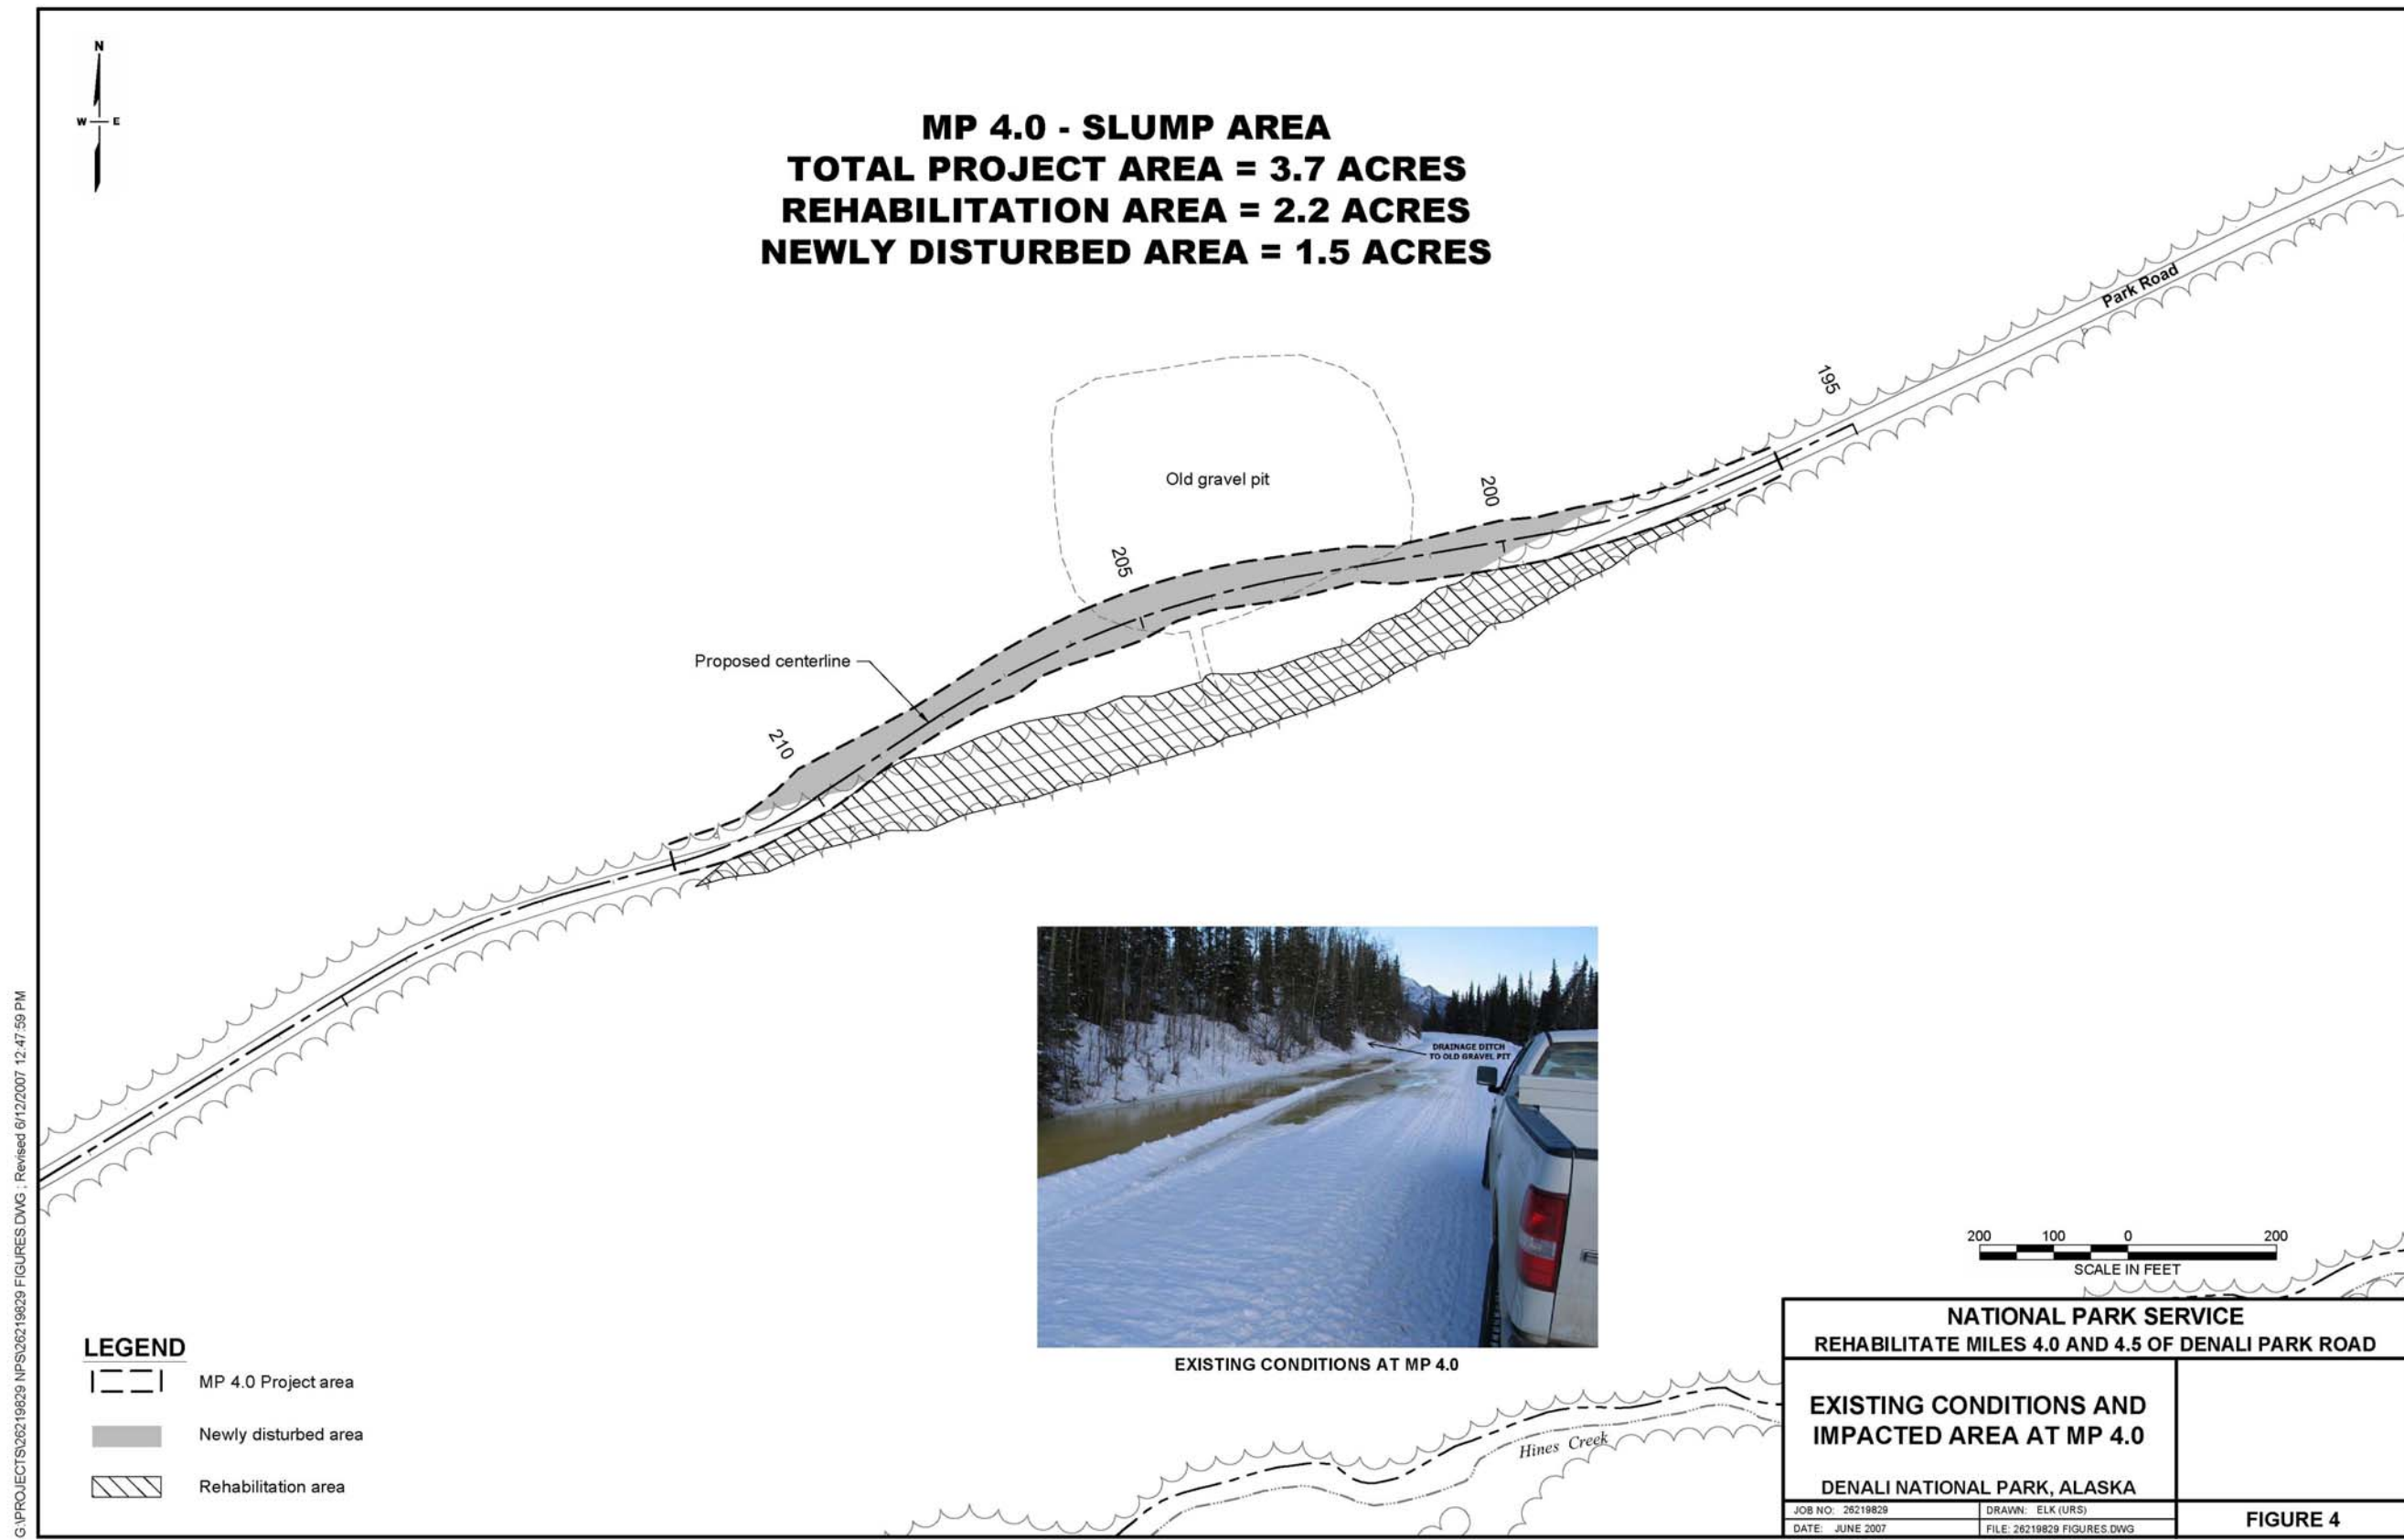 N
W E
MP 4.0 - SLUMP AREA
TOTAL PROJECT AREA = 3.7 ACRES
REHABILITATION AREA = 2.2 ACRES
NEWLY DISTURBED AREA = 1.5 ACRES
Park Road
195
Old gravel pit
200
205
Proposed centerline
210
DRAINAGE DITCH
TO OLD GRAVEL PIT
EXISTING CONDITIONS AT MP 4.0
200 100 0 200
SCALE IN FEET
LEGEND
MP 4.0 Project area
Newly disturbed area
Rehabilitation area
Hines Creek
NATIONAL PARK SERVICE
REHABILITATE MILES 4.0 AND 4.5 OF DENALI PARK ROAD
EXISTING CONDITIONS AND
IMPACTED AREA AT MP 4.0
DENALI NATIONAL PARK, ALASKA
JOB NO: 26219829 DRAWN: ELK (URS)
DATE: JUNE 2007 FILE: 26219829 FIGURES.DWG
FIGURE 4
G:\PROJECTS\26219829 NPS\26219829 FIGURES.DWG ; Revised 6/12/2007 12:47:59 PM